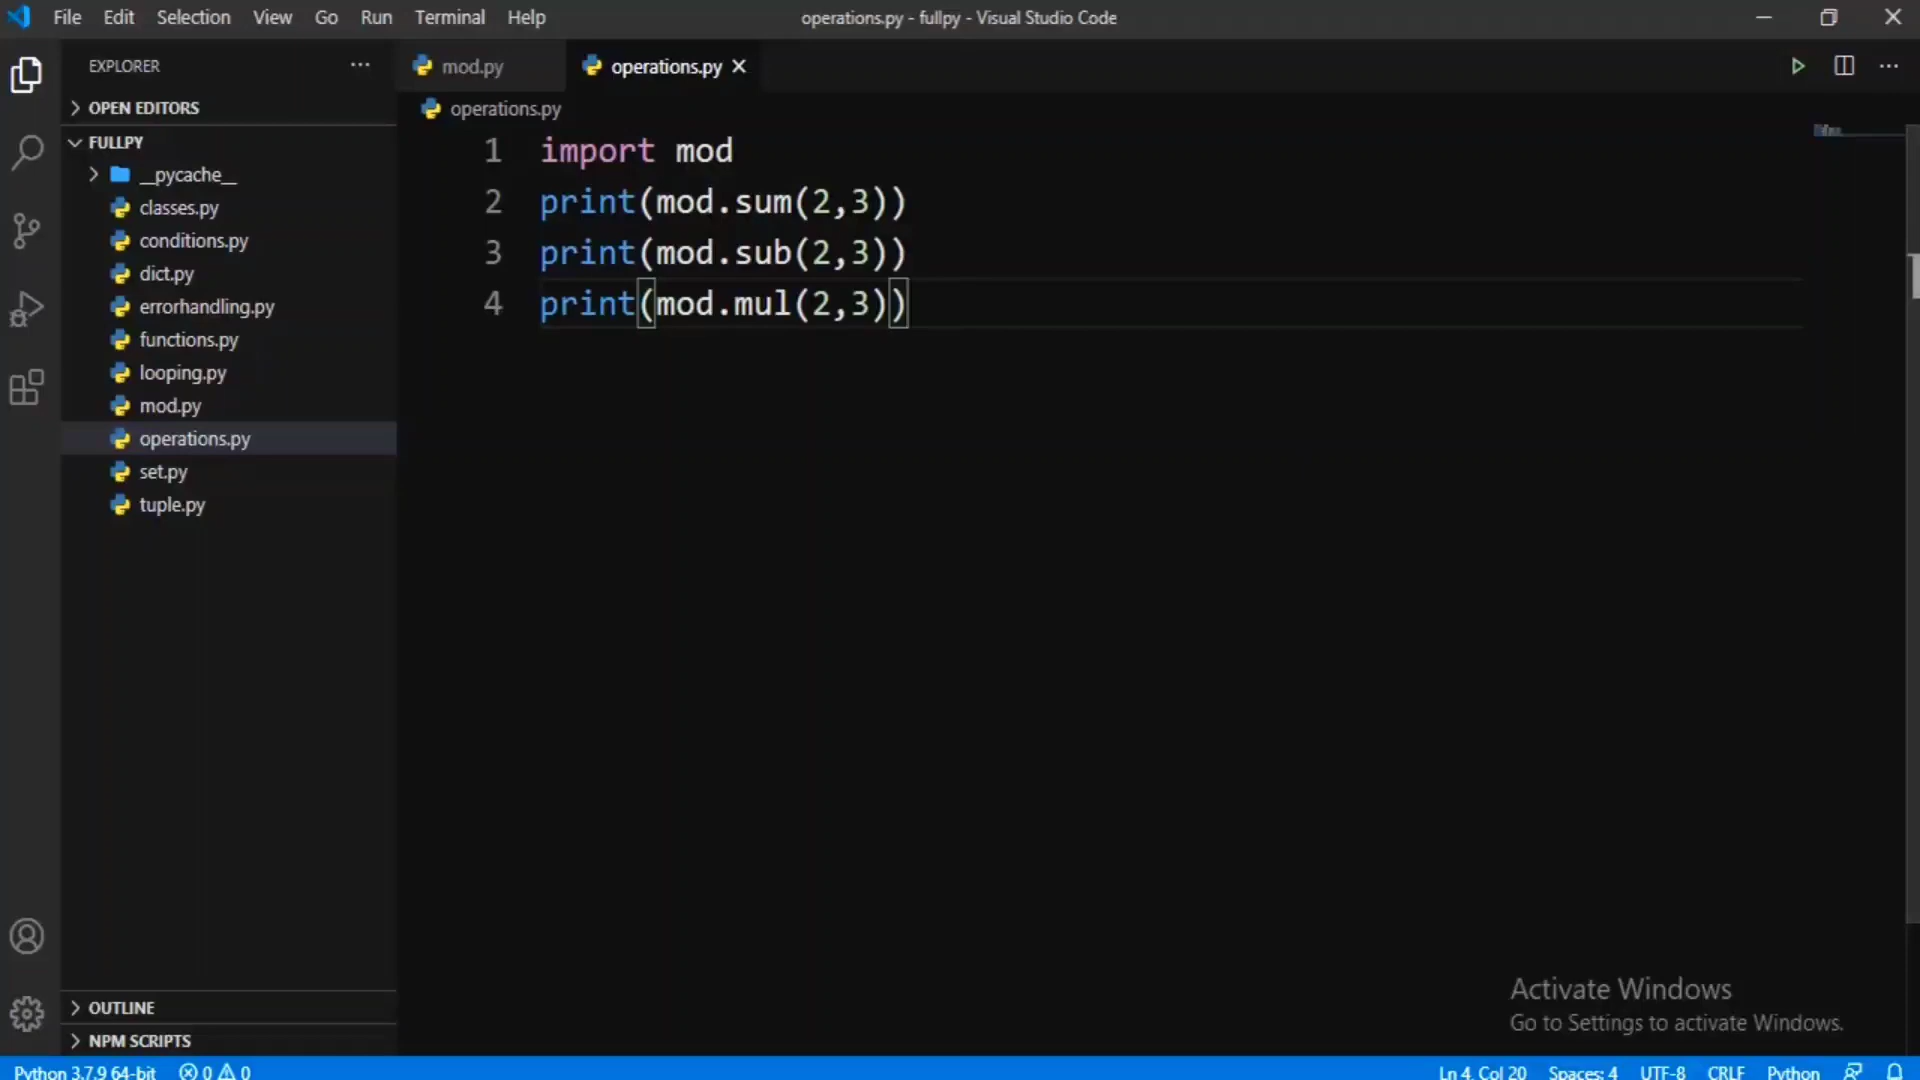 File Edit Selection View Go Run Terminal Help
operations.py - fullpy - Visual Studio Code
EXPLORER
OPEN EDITORS
FULLPY
__pycache__
classes.py
conditions.py
dict.py
errorhandling.py
functions.py
looping.py
mod.py
operations.py
set.py
tuple.py
OUTLINE
NPM SCRIPTS
mod.py
operations.py
operations.py
1 import mod
2 print(mod.sum(2,3))
3 print(mod.sub(2,3))
4 print(mod.mul(2,3))
Activate Windows
Go to Settings to activate Windows.
Python 3.7.9 64-bit 0 0
Ln 4, Col 20 Spaces: 4 UTF-8 CRLF Python